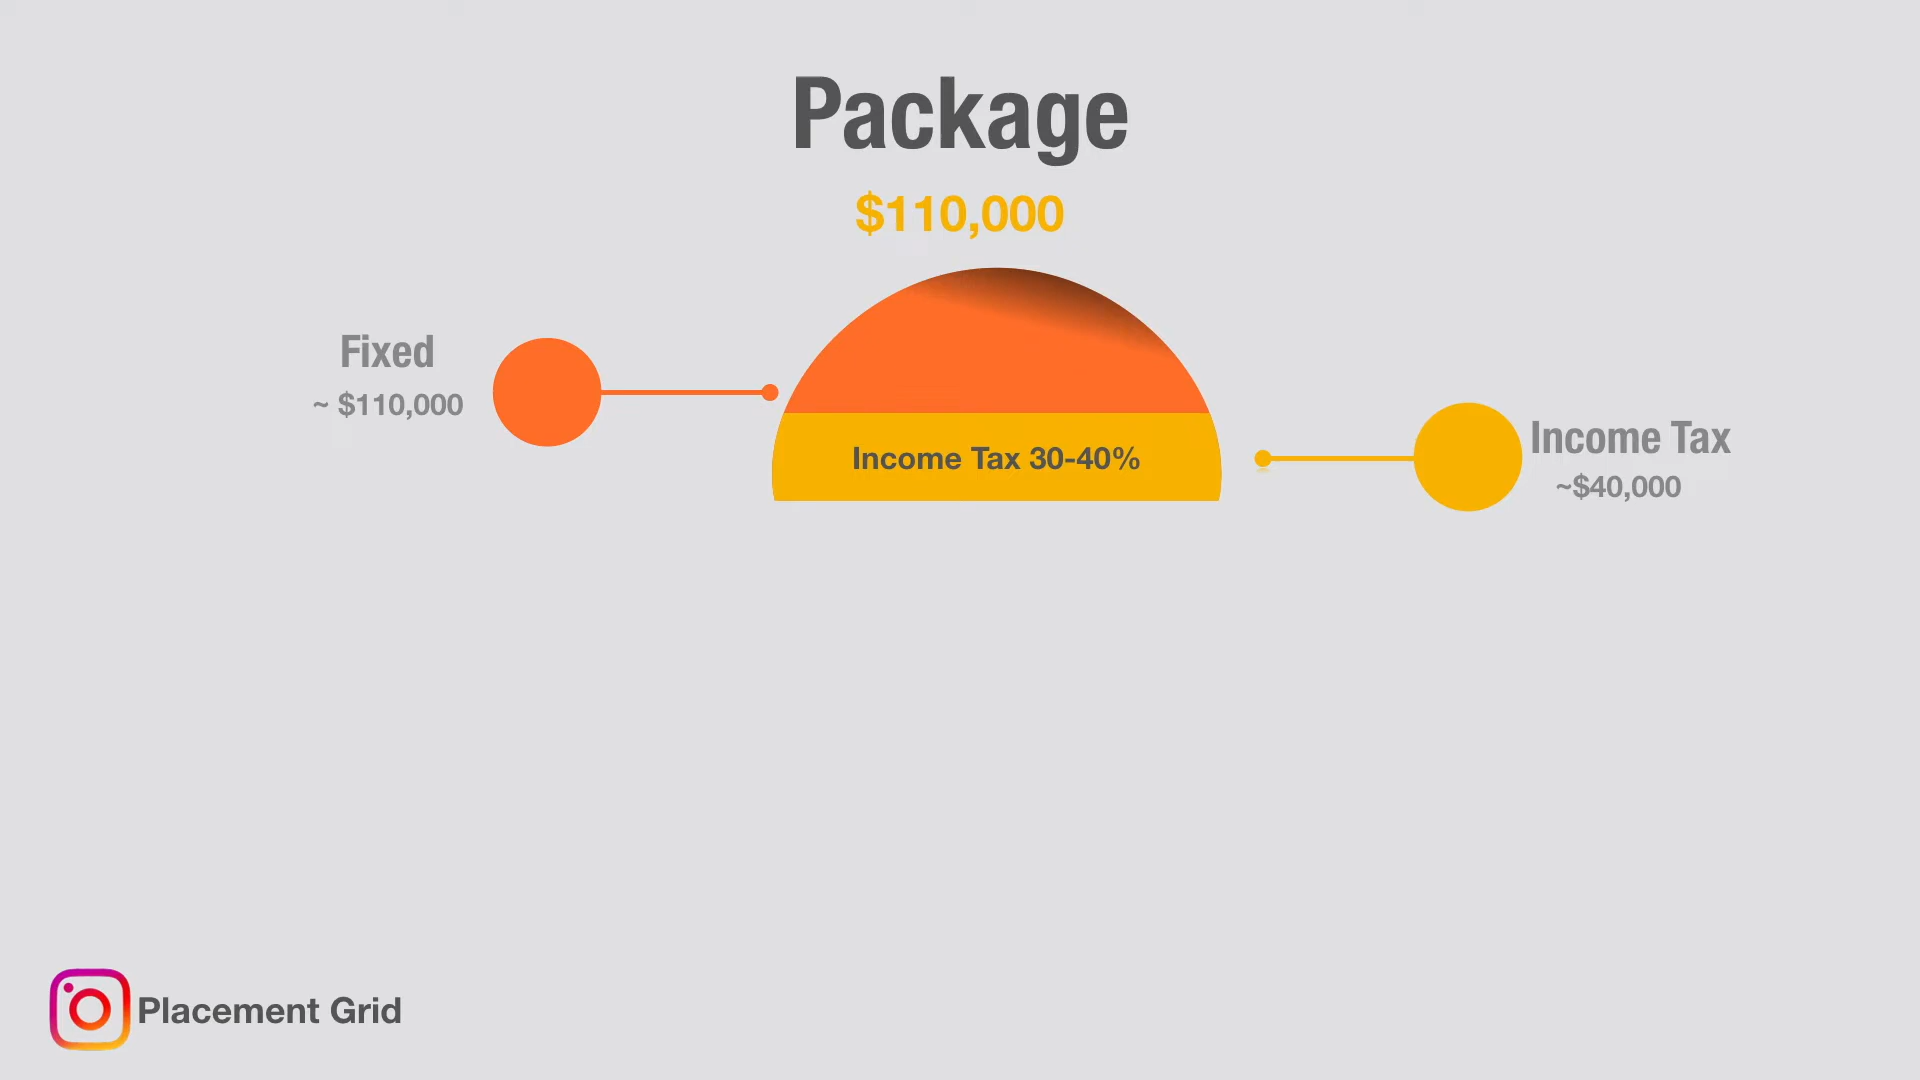 Package
$110,000
Fixed
~ $110,000
Income Tax 30-40%
Income Tax
~$40,000
Placement Grid